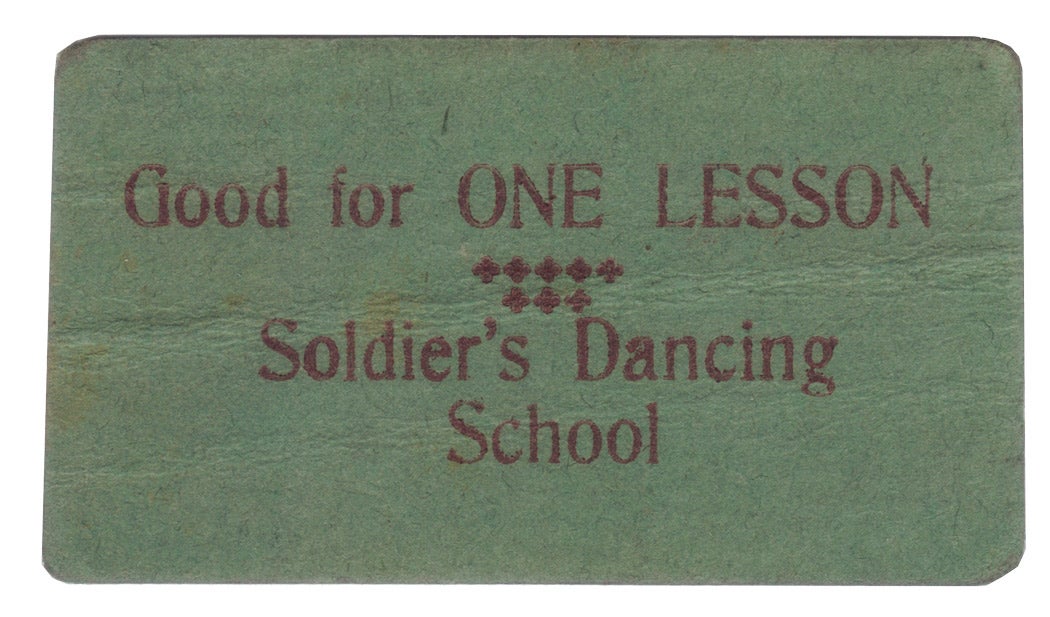 Good for ONE LESSON
Soldier's Dancing
School